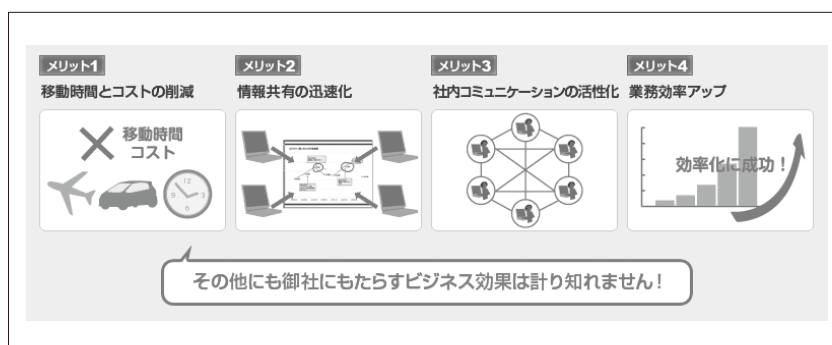 メリット1
移動時間とコストの削減
移動時間
コスト
メリット2
情報共有の迅速化
メリット3
社内コミュニケーションの活性化
メリット4
業務効率アップ
効率化に成功！
その他にも御社にもたらすビジネス効果は計り知れません！